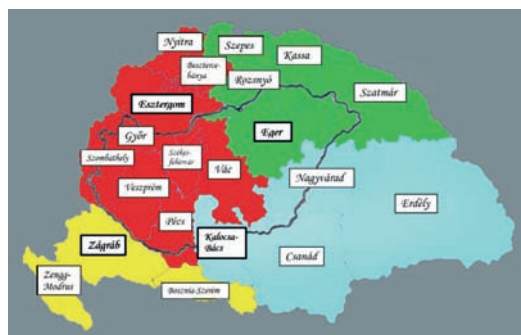 Nyitra
Szepes
Kassa
Besztercze-
bánya
Rozsnyó
Szatmár
Esztergom
Győr
Eger
Szombathely
Székes-
fehérvár
Vác
Nagyvárad
Veszprém
Erdély
Pécs
Zágráb
Kalocsa-
Bács
Csanád
Zengg-
Modrus
Bosznia-Szerém